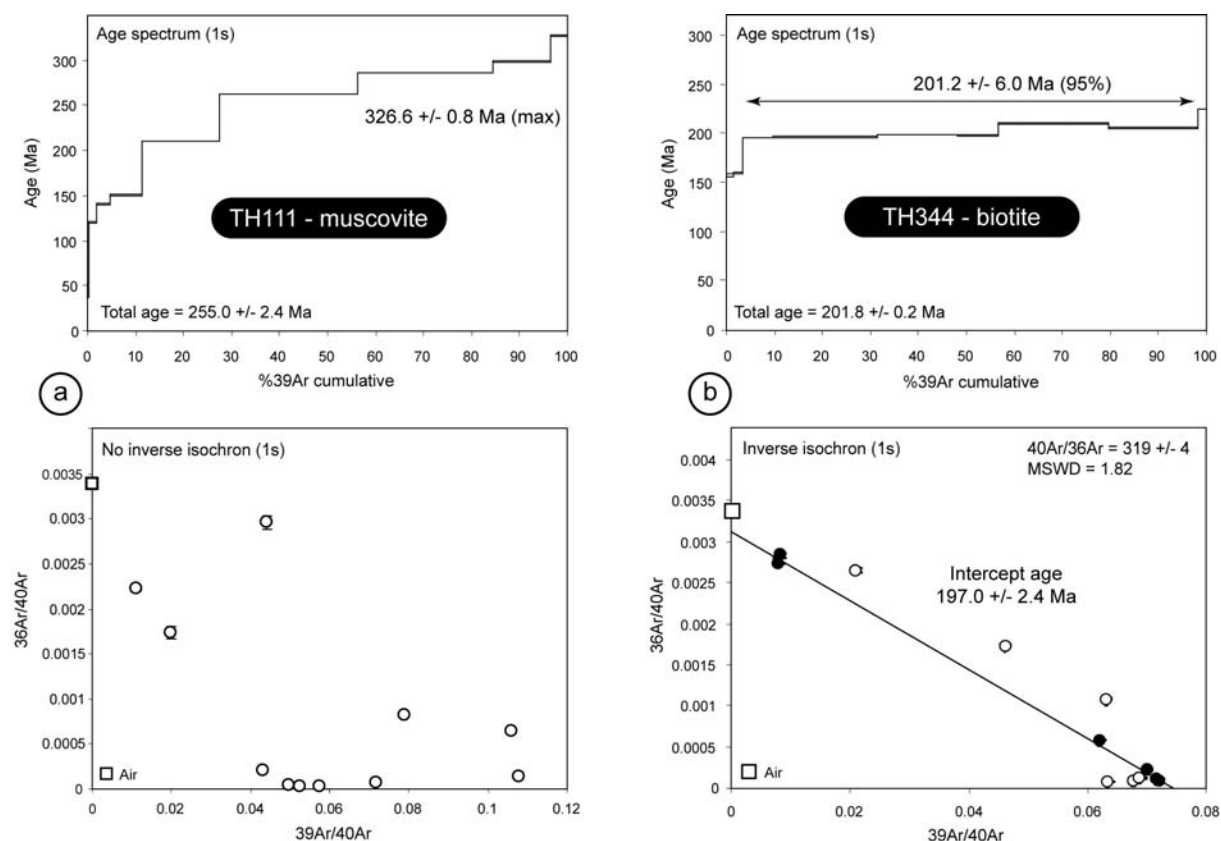 Age spectrum (1s)
Age (Ma)
300
250
200
150
100
50
0
326.6 +/- 0.8 Ma (max)
TH111 - muscovite
Total age = 255.0 +/- 2.4 Ma
0 10 20 30 40 50 60 70 80 90 100
%39Ar cumulative
a
Age spectrum (1s)
Age (Ma)
300
250
200
150
100
50
0
201.2 +/- 6.0 Ma (95%)
TH344 - biotite
Total age = 201.8 +/- 0.2 Ma
0 10 20 30 40 50 60 70 80 90 100
%39Ar cumulative
b
No inverse isochron (1s)
36Ar/40Ar
0.0035
0.003
0.0025
0.002
0.0015
0.001
0.0005
0
Air
0 0.02 0.04 0.06 0.08 0.1 0.12
39Ar/40Ar
Inverse isochron (1s)
40Ar/36Ar = 319 +/- 4
MSWD = 1.82
36Ar/40Ar
0.004
0.0035
0.003
0.0025
0.002
0.0015
0.001
0.0005
0
Intercept age
197.0 +/- 2.4 Ma
Air
0 0.02 0.04 0.06 0.08
39Ar/40Ar